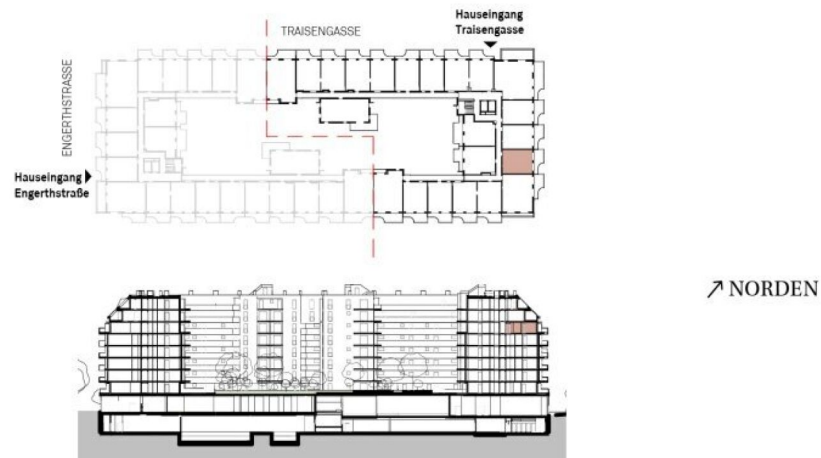 Hauseingang
Traisengasse
TRAISENGASSE
ENGERTHSTRASSE
Hauseingang
Engerthstraße
↗ NORDEN